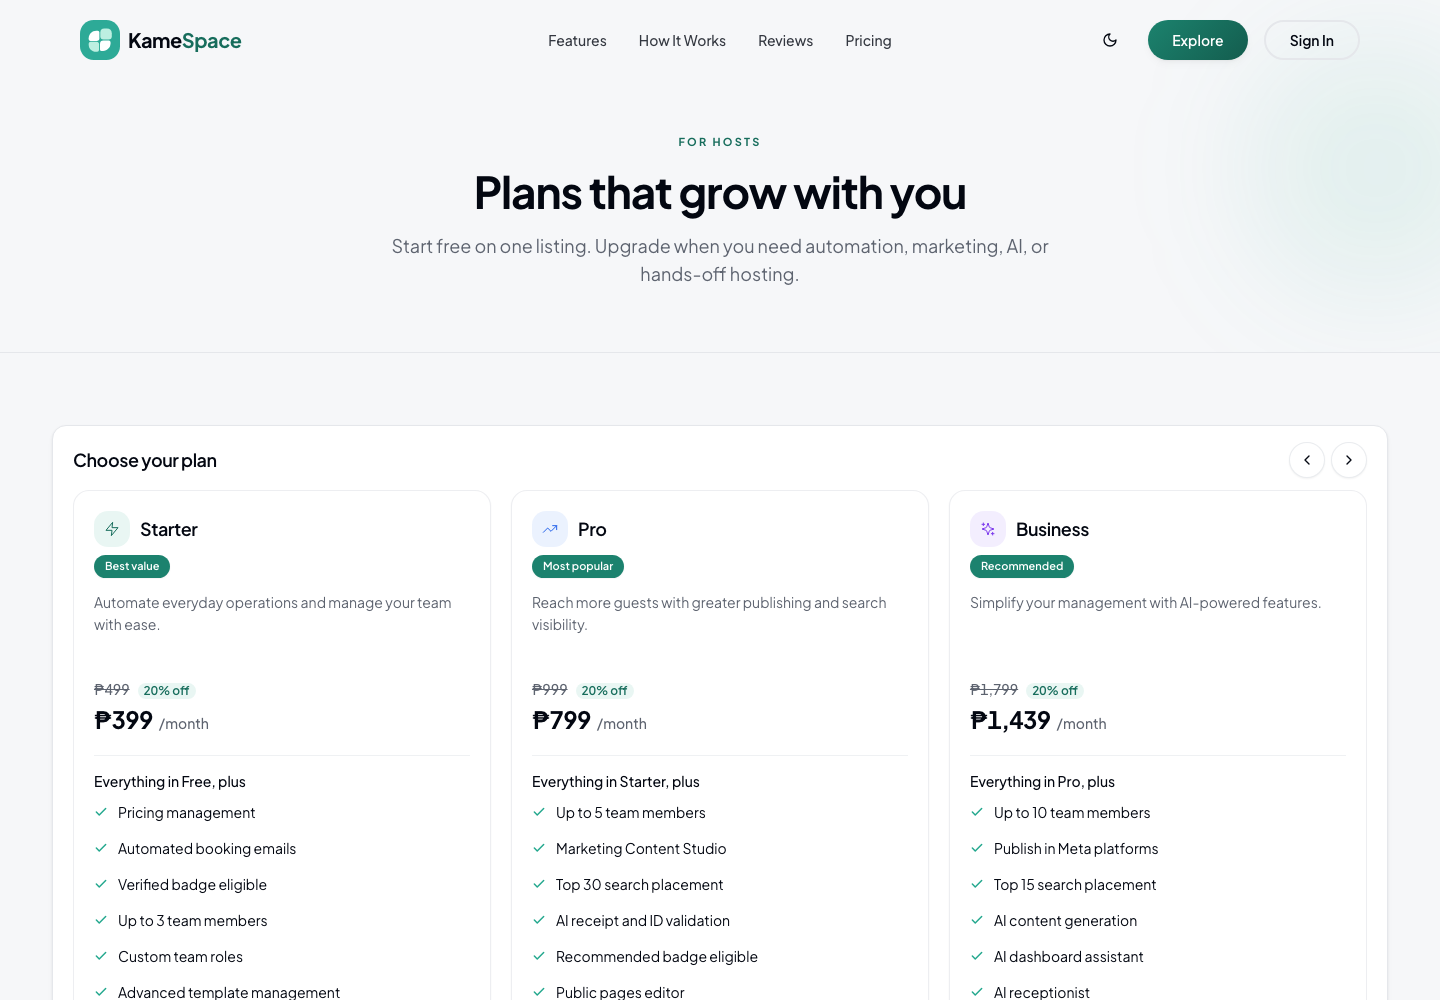 KameSpace
Features
How It Works
Reviews
Pricing
Explore
Sign In
FOR HOSTS
Plans that grow with you
Start free on one listing. Upgrade when you need automation, marketing, AI, or
hands-off hosting.
Choose your plan
Starter
Best value
Automate everyday operations and manage your team
with ease.
₱499 20% off
₱399 /month
Everything in Free, plus
Pricing management
Automated booking emails
Verified badge eligible
Up to 3 team members
Custom team roles
Advanced template management
Pro
Most popular
Reach more guests with greater publishing and search
visibility.
₱999 20% off
₱799 /month
Everything in Starter, plus
Up to 5 team members
Marketing Content Studio
Top 30 search placement
AI receipt and ID validation
Recommended badge eligible
Public pages editor
Business
Recommended
Simplify your management with AI-powered features.
₱1,799 20% off
₱1,439 /month
Everything in Pro, plus
Up to 10 team members
Publish in Meta platforms
Top 15 search placement
AI content generation
AI dashboard assistant
AI receptionist